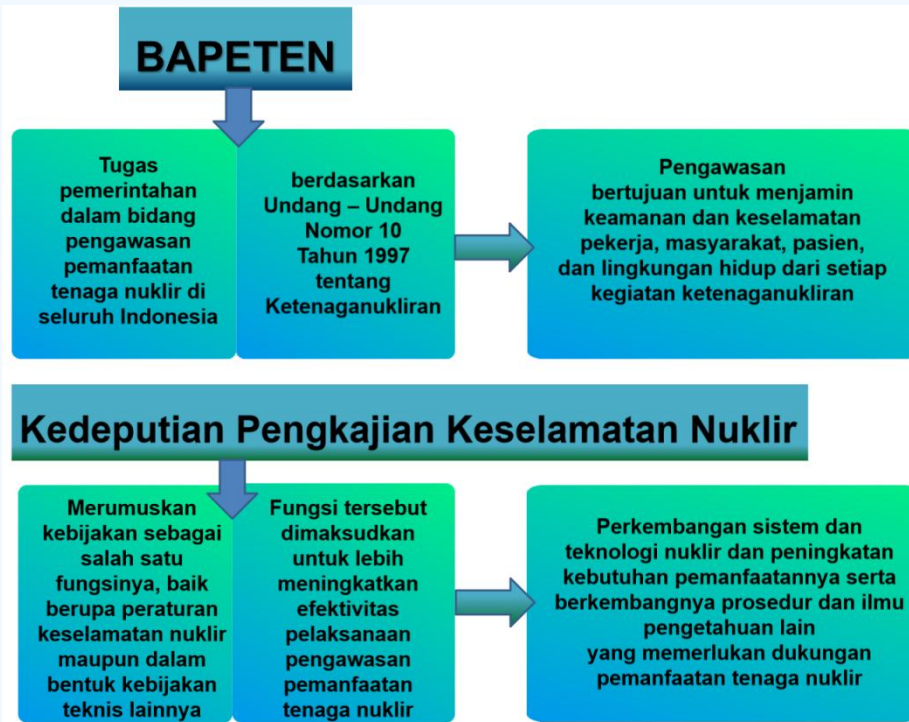 BAPETEN
Tugas
pemerintahan
dalam bidang
pengawasan
pemanfaatan
tenaga nuklir di
seluruh Indonesia
berdasarkan
Undang – Undang
Nomor 10
Tahun 1997
tentang
Ketenaganukliran
Pengawasan
bertujuan untuk menjamin
keamanan dan keselamatan
pekerja, masyarakat, pasien,
dan lingkungan hidup dari setiap
kegiatan ketenaganukliran
Kedeputian Pengkajian Keselamatan Nuklir
Merumuskan
kebijakan sebagai
salah satu
fungsinya, baik
berupa peraturan
keselamatan nuklir
maupun dalam
bentuk kebijakan
teknis lainnya
Fungsi tersebut
dimaksudkan
untuk lebih
meningkatkan
efektivitas
pelaksanaan
pengawasan
pemanfaatan
tenaga nuklir
Perkembangan sistem dan
teknologi nuklir dan peningkatan
kebutuhan pemanfaatannya serta
berkembangnya prosedur dan ilmu
pengetahuan lain
yang memerlukan dukungan
pemanfaatan tenaga nuklir